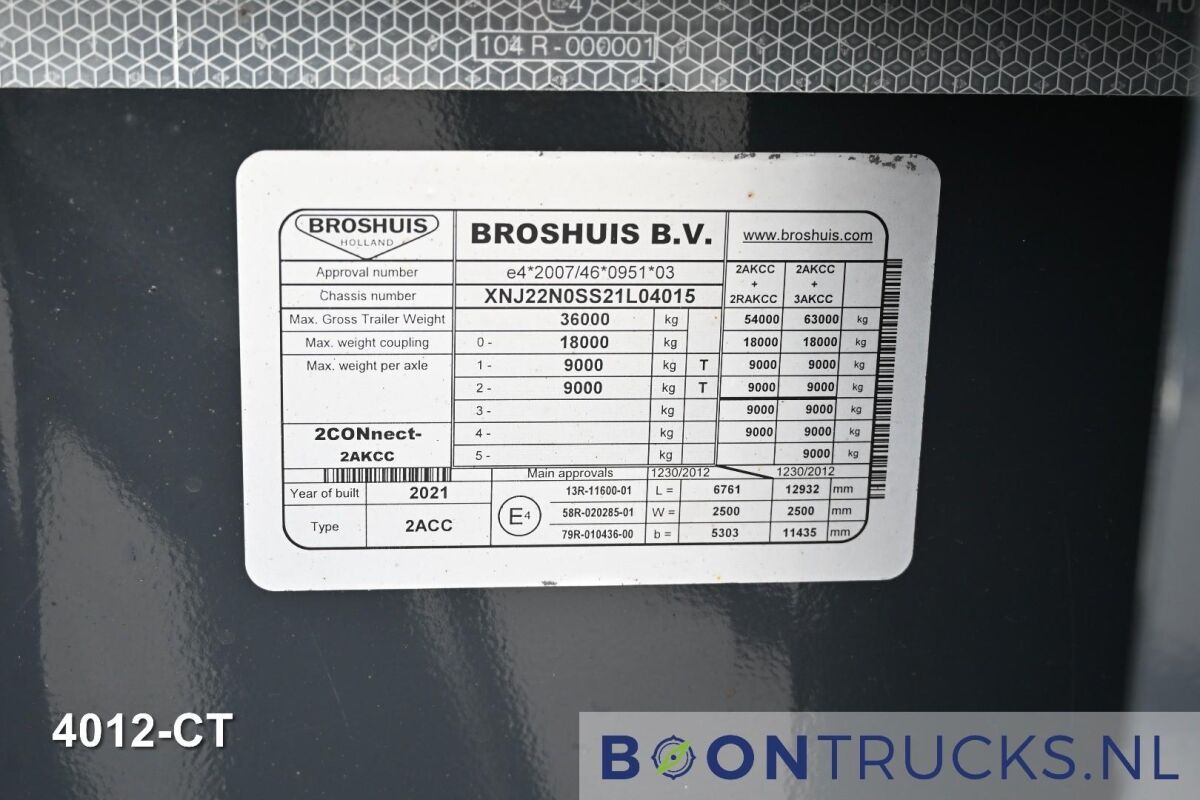 E4
104 R-000001
HO
BROSHUIS
HOLLAND
BROSHUIS B.V.
www.broshuis.com
Approval number e4*2007/46*0951*03 2AKCC + 2RAKCC 2AKCC + 3AKCC
Chassis number XNJ22N0SS21L04015
Max. Gross Trailer Weight 36000 kg 54000 63000 kg
Max. weight coupling 0 - 18000 kg 18000 18000 kg
Max. weight per axle 1 - 9000 kg T 9000 9000 kg
2 - 9000 kg T 9000 9000 kg
3 - kg 9000 9000 kg
2CONnect- 4 - kg 9000 9000 kg
2AKCC 5 - kg 9000 kg
Main approvals 1230/2012 1230/2012
Year of built 2021 13R-11600-01 L = 6761 12932 mm
Type 2ACC E4 58R-020285-01 W = 2500 2500 mm
79R-010436-00 b = 5303 11435 mm
4012-CT
BOONTRUCKS.NL